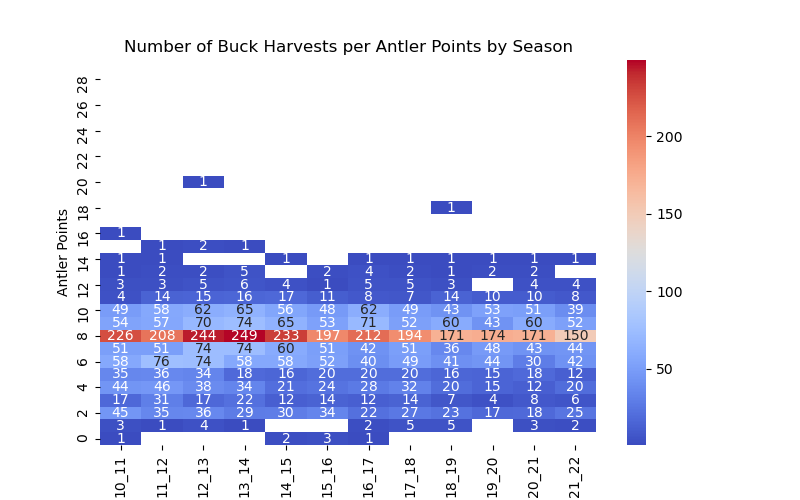 Number of Buck Harvests per Antler Points by Season
28
26
24
22
20 1
18 1
16 1
1 2 1
14 1 1 1 1 1 1 1 1 1
1 2 2 5 2 4 2 1 2 2
12 3 3 5 6 4 1 5 5 3 4 4
4 14 15 16 17 11 8 7 14 10 10 8
10 49 58 62 65 56 48 62 49 43 53 51 39
54 57 70 74 65 53 71 52 60 43 60 52
8 226 208 244 249 233 197 212 194 171 174 171 150
51 51 74 74 60 51 42 51 36 48 43 44
6 58 76 74 58 58 52 40 49 41 44 30 42
35 36 34 18 16 20 20 20 16 15 18 12
4 44 46 38 34 21 24 28 32 20 15 12 20
17 31 17 22 12 14 12 14 7 4 8 6
2 45 35 36 29 30 34 22 27 23 17 18 25
3 1 4 1 2 5 5 3 2
0 1 2 3 1
10_11 11_12 12_13 13_14 14_15 15_16 16_17 17_18 18_19 19_20 20_21 21_22
Antler Points
200
150
100
50